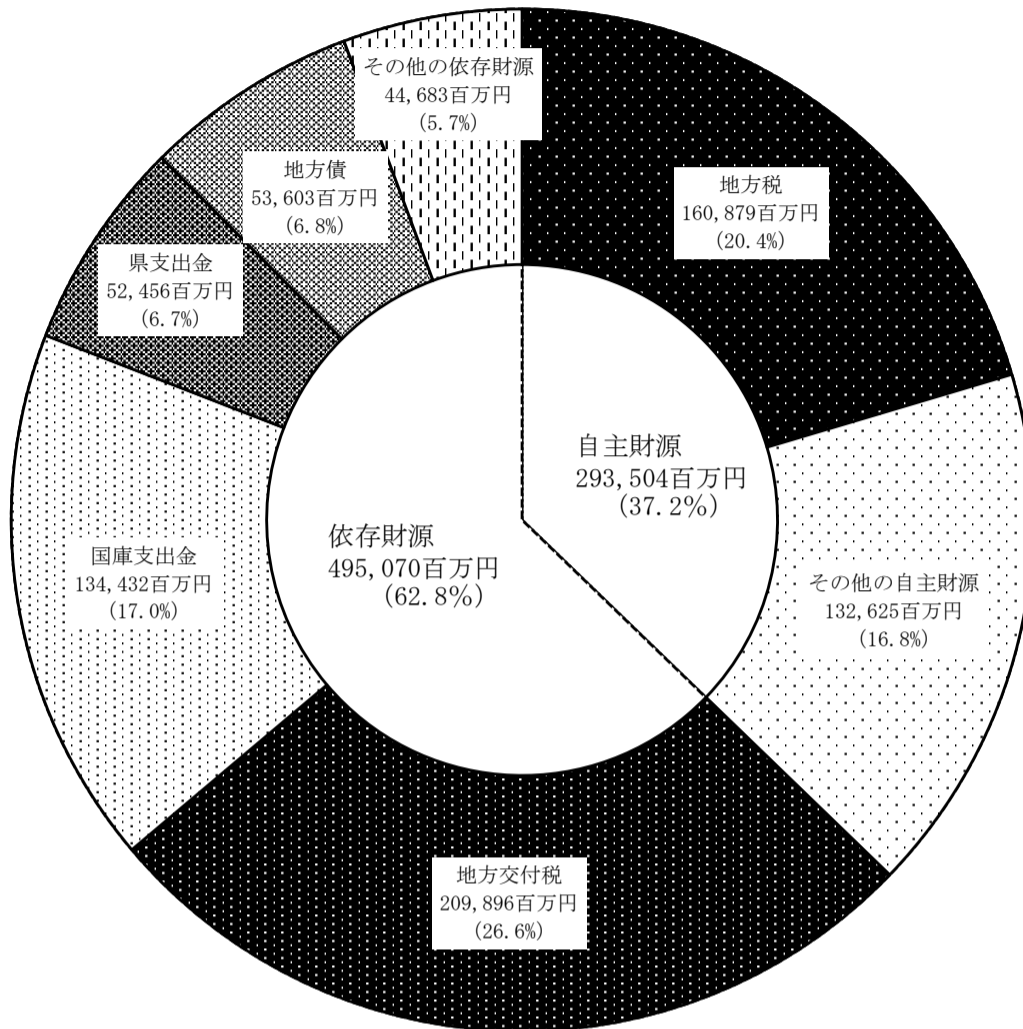 その他の依存財源
44,683百万円
(5.7%)
地方税
160,879百万円
(20.4%)
地方債
53,603百万円
(6.8%)
県支出金
52,456百万円
(6.7%)
自主財源
293,504百万円
(37.2%)
依存財源
495,070百万円
(62.8%)
国庫支出金
134,432百万円
(17.0%)
その他の自主財源
132,625百万円
(16.8%)
地方交付税
209,896百万円
(26.6%)